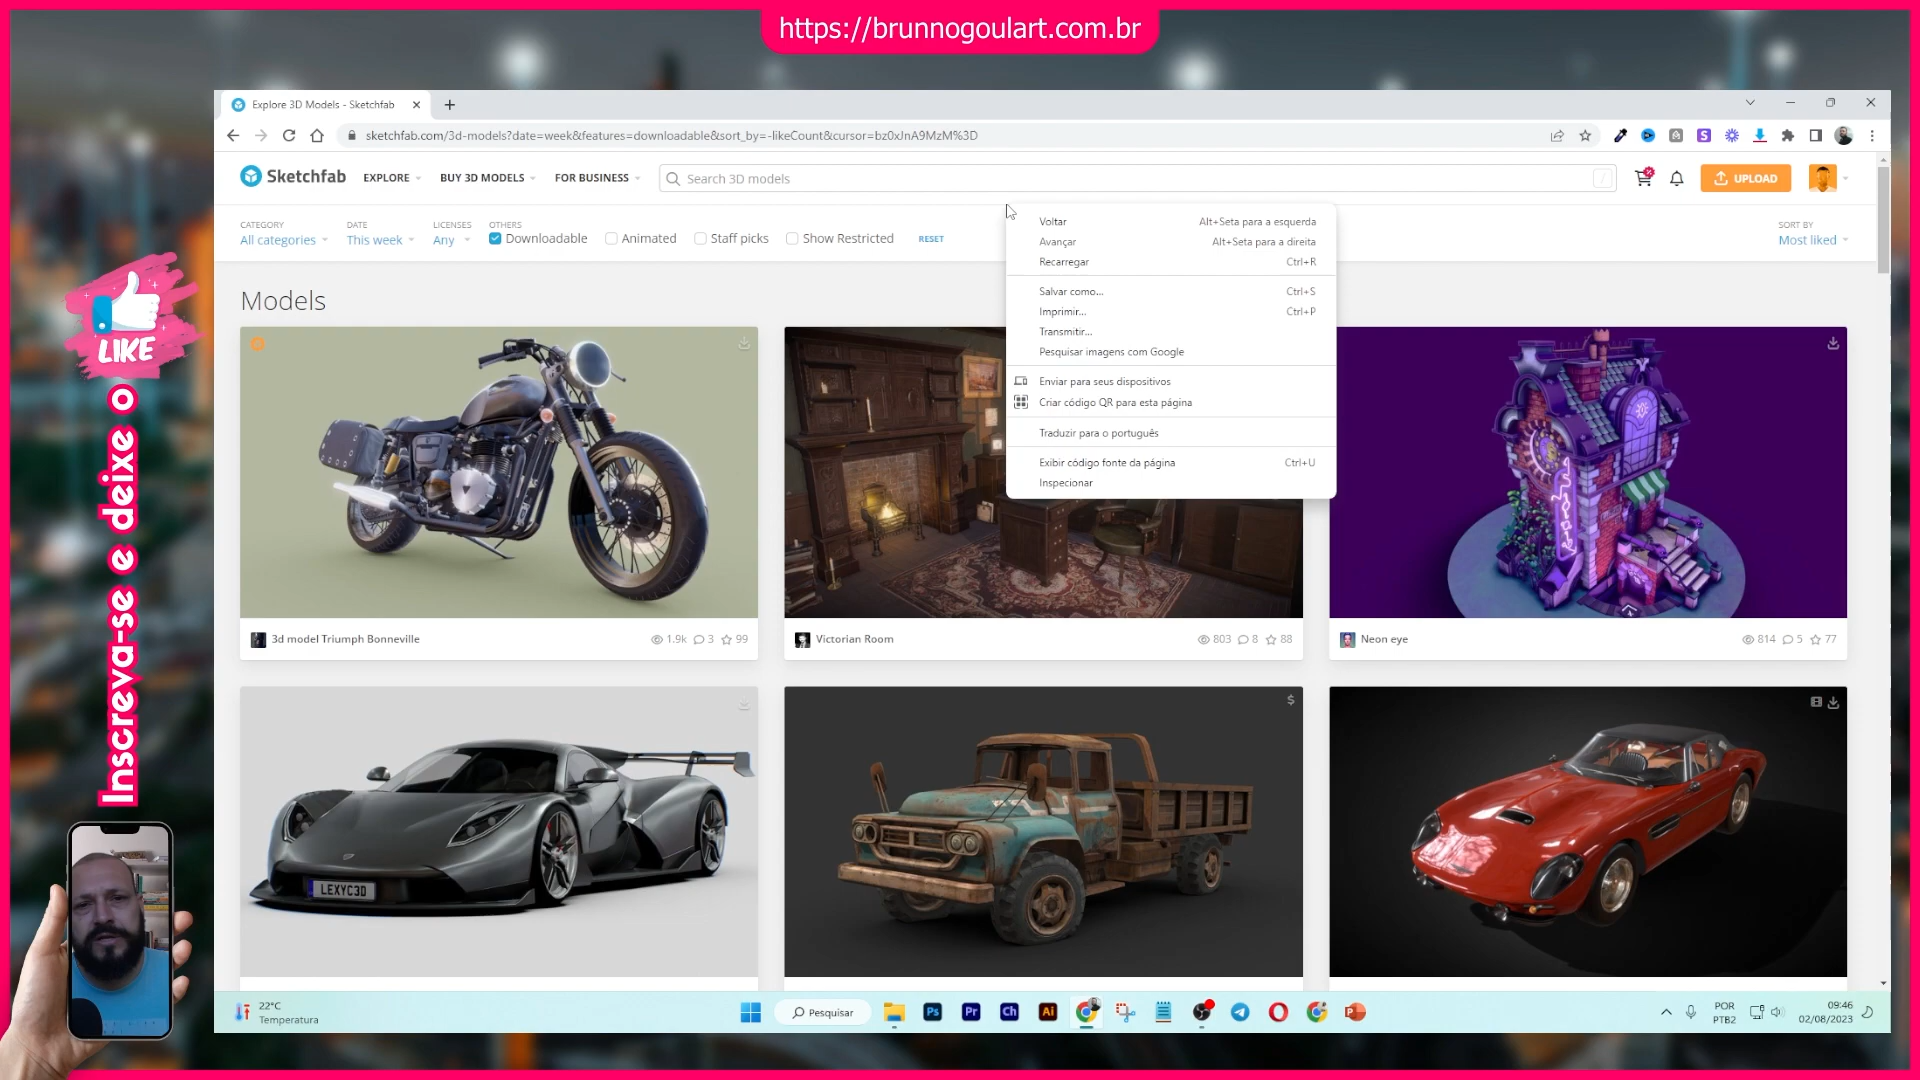 https://brunnogoulart.com.br
Explore 3D Models - Sketchfab
sketchfab.com/3d-models?date=week&features=downloadable&sort_by=-likeCount&cursor=bz0xJnA9MzM%3D
Sketchfab
EXPLORE
BUY 3D MODELS
FOR BUSINESS
Search 3D models
/
UPLOAD
CATEGORY
All categories
DATE
This week
LICENSES
Any
OTHERS
Downloadable
Animated
Staff picks
Show Restricted
RESET
SORT BY
Most liked
Voltar Alt+Seta para a esquerda
Avançar Alt+Seta para a direita
Recarregar Ctrl+R
Salvar como... Ctrl+S
Imprimir... Ctrl+P
Transmitir...
Pesquisar imagens com Google
Enviar para seus dispositivos
Criar código QR para esta página
Traduzir para o português
Exibir código fonte da página Ctrl+U
Inspecionar
Models
3d model Triumph Bonneville 1.9k 3 99
Victorian Room 803 8 88
Neon eye 814 5 77
LEXYC3D
$
LIKE
Inscreva-se e deixe o
22°C
Temperatura
Pesquisar
Ps
Pr
Ch
Ai
POR
PTB2
09:46
02/08/2023